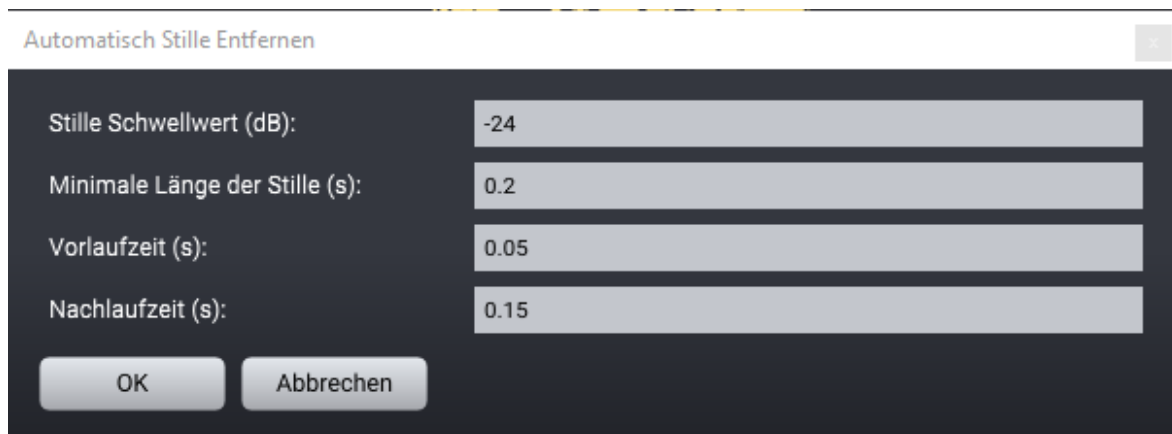 Automatisch Stille Entfernen
x
Stille Schwellwert (dB): -24
Minimale Länge der Stille (s): 0.2
Vorlaufzeit (s): 0.05
Nachlaufzeit (s): 0.15
OK Abbrechen